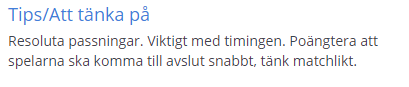 Tips/Att tänka på
Resoluta passningar. Viktigt med timingen. Poängtera att
spelarna ska komma till avslut snabbt, tänk matchlikt.